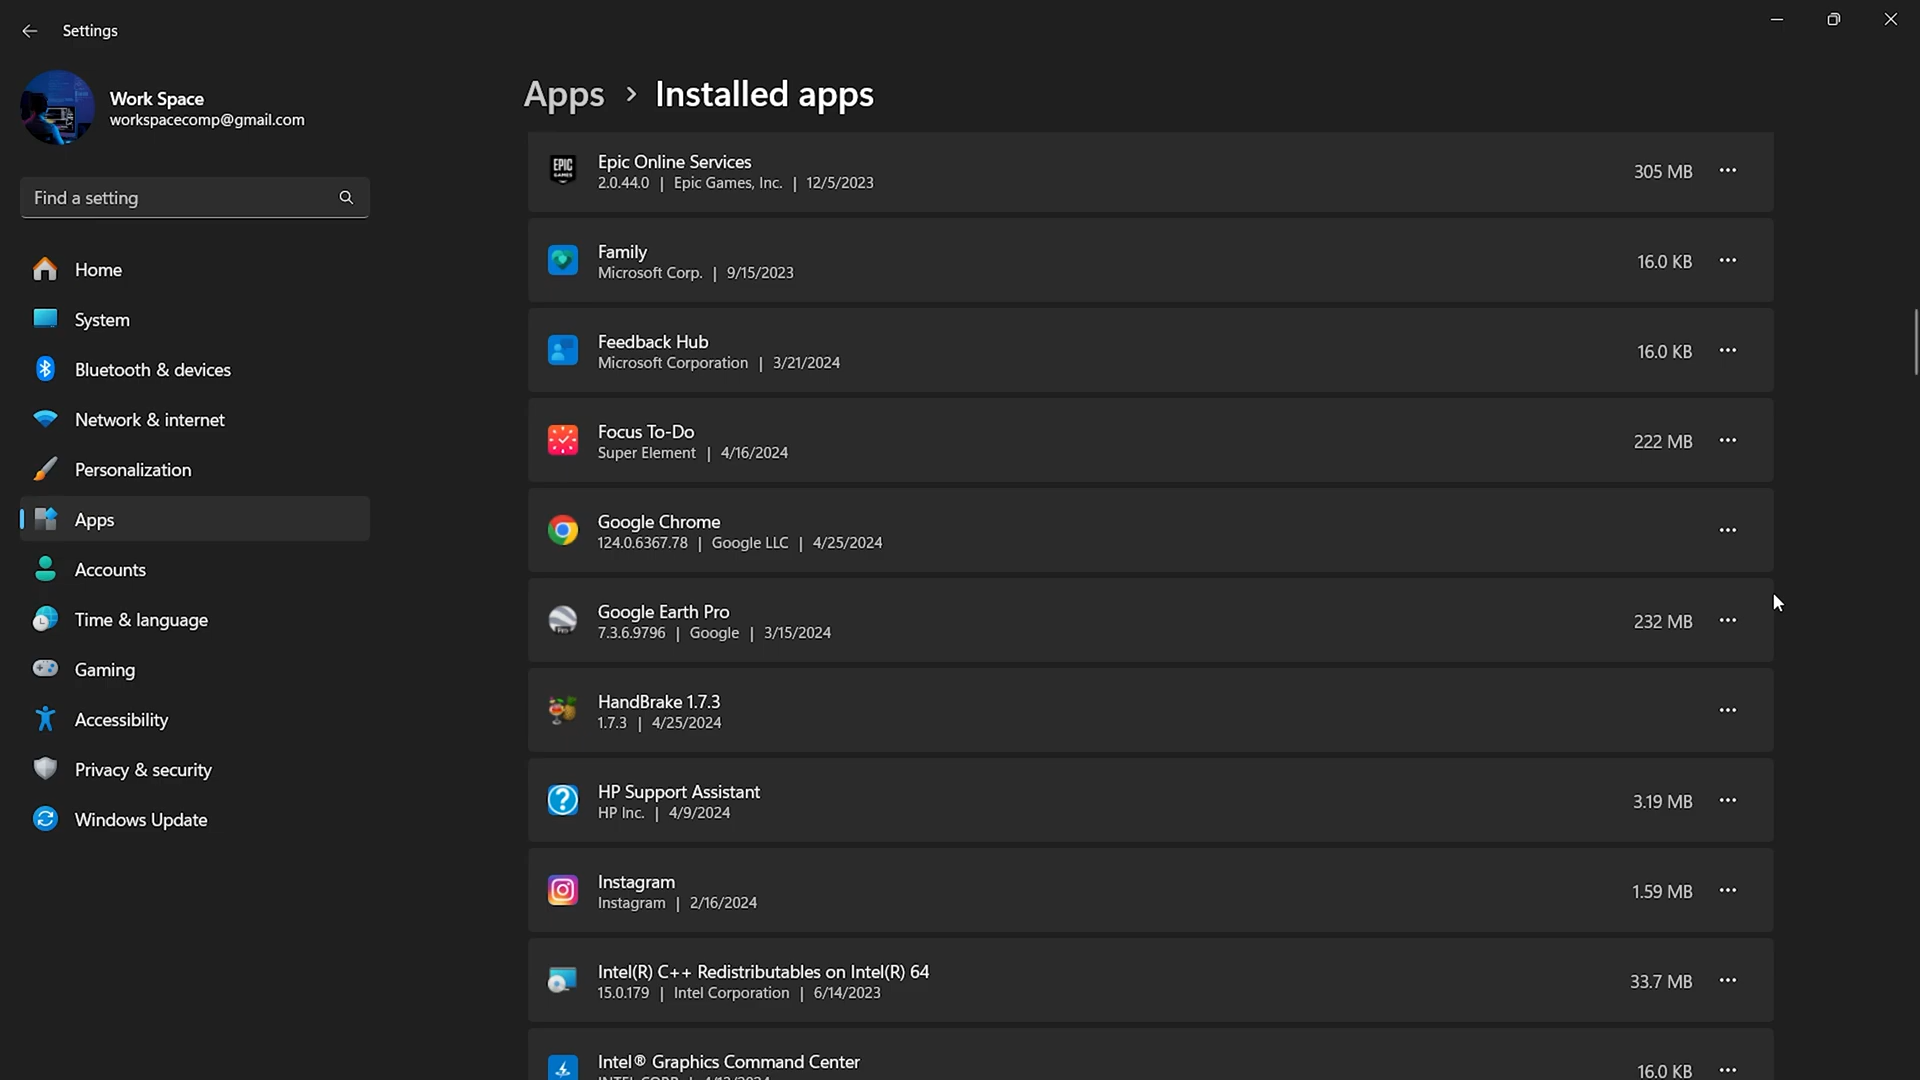 Settings
Work Space
workspacecomp@gmail.com
Find a setting
Home
System
Bluetooth & devices
Network & internet
Personalization
Apps
Accounts
Time & language
Gaming
Accessibility
Privacy & security
Windows Update
Apps > Installed apps
EPIC
GAMES
Epic Online Services
2.0.44.0 | Epic Games, Inc. | 12/5/2023
305 MB
Family
Microsoft Corp. | 9/15/2023
16.0 KB
Feedback Hub
Microsoft Corporation | 3/21/2024
16.0 KB
Focus To-Do
Super Element | 4/16/2024
222 MB
Google Chrome
124.0.6367.78 | Google LLC | 4/25/2024
Google Earth Pro
7.3.6.9796 | Google | 3/15/2024
232 MB
HandBrake 1.7.3
1.7.3 | 4/25/2024
HP Support Assistant
HP Inc. | 4/9/2024
3.19 MB
Instagram
Instagram | 2/16/2024
1.59 MB
Intel(R) C++ Redistributables on Intel(R) 64
15.0.179 | Intel Corporation | 6/14/2023
33.7 MB
Intel® Graphics Command Center
16.0 KB